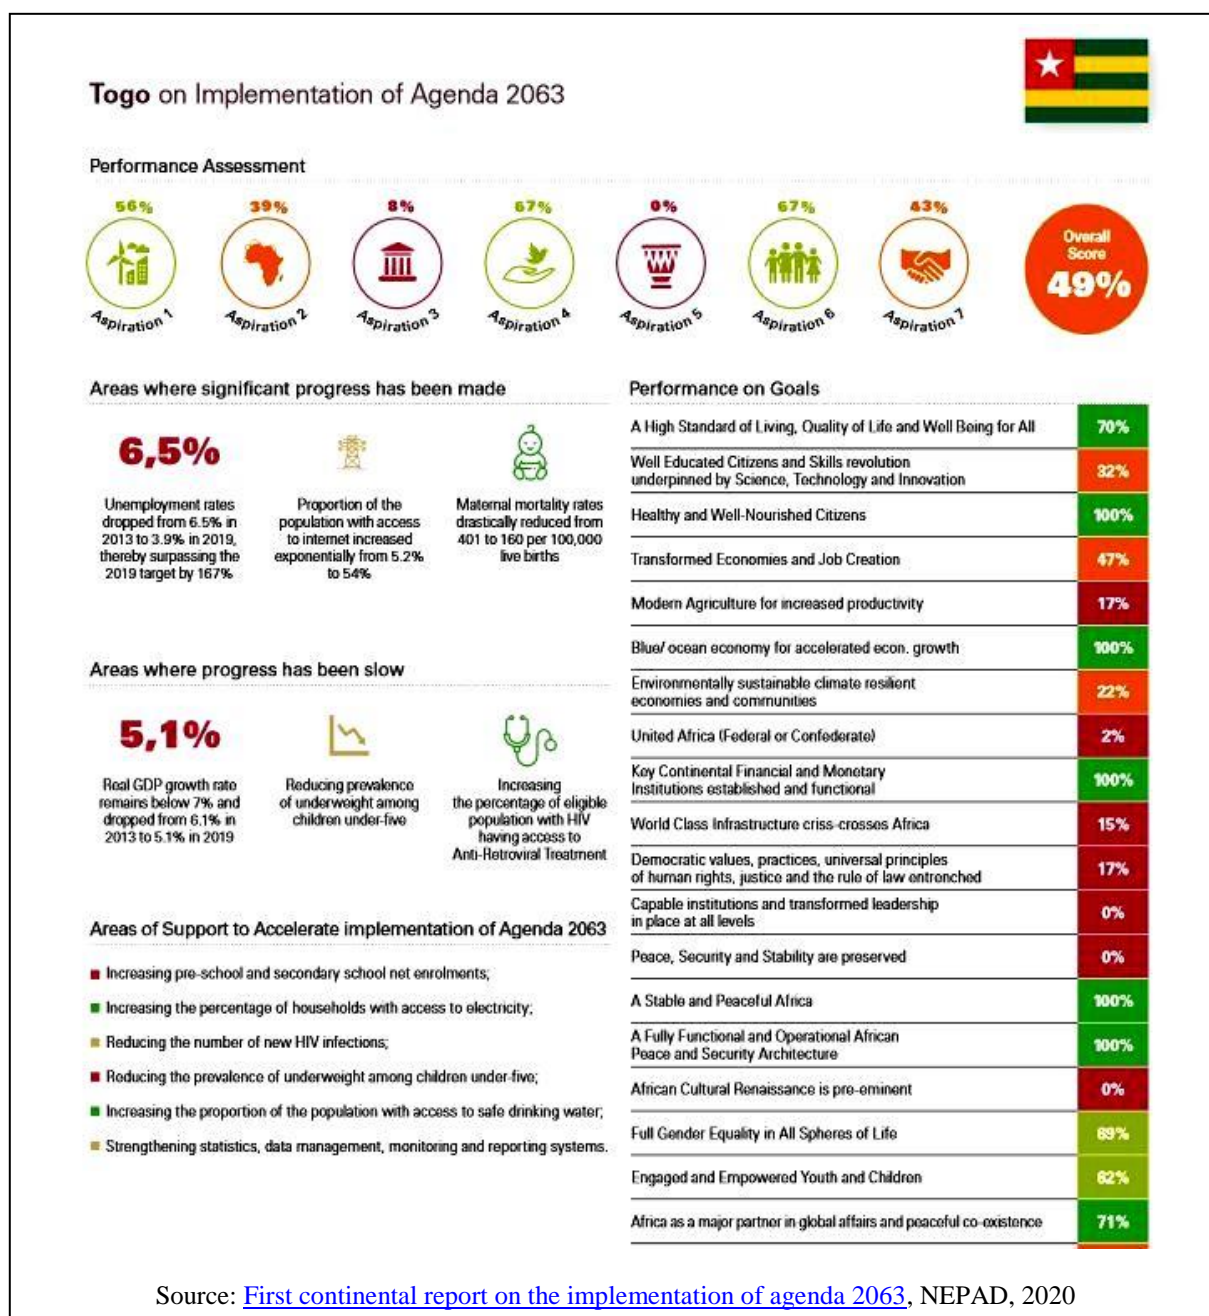 Togo on Implementation of Agenda 2063
Performance Assessment
56%
39%
8%
67%
0%
67%
43%
Aspiration 1
Aspiration 2
Aspiration 3
Aspiration 4
Aspiration 5
Aspiration 6
Aspiration 7
Overall
Score
49%
Areas where significant progress has been made
6,5%
Unemployment rates
dropped from 6.5% in
2013 to 3.9% in 2019,
thereby surpassing the
2019 target by 167%
Proportion of the
population with access
to internet increased
exponentially from 5.2%
to 54%
Maternal mortality rates
drastically reduced from
401 to 160 per 100,000
live births
Areas where progress has been slow
5,1%
Real GDP growth rate
remains below 7% and
dropped from 6.1% in
2013 to 5.1% in 2019
Reducing prevalence
of underweight among
children under-five
Increasing
the percentage of eligible
population with HIV
having access to
Anti-Retroviral Treatment
Areas of Support to Accelerate implementation of Agenda 2063
Increasing pre-school and secondary school net enrolments;
Increasing the percentage of households with access to electricity;
Reducing the number of new HIV infections;
Reducing the prevalence of underweight among children under-five;
Increasing the proportion of the population with access to safe drinking water;
Strengthening statistics, data management, monitoring and reporting systems.
Performance on Goals
A High Standard of Living, Quality of Life and Well Being for All 70%
Well Educated Citizens and Skills revolution
underpinned by Science, Technology and Innovation 32%
Healthy and Well-Nourished Citizens 100%
Transformed Economies and Job Creation 47%
Modern Agriculture for increased productivity 17%
Blue/ ocean economy for accelerated econ. growth 100%
Environmentally sustainable climate resilient
economies and communities 22%
United Africa (Federal or Confederate) 2%
Key Continental Financial and Monetary
Institutions established and functional 100%
World Class Infrastructure criss-crosses Africa 15%
Democratic values, practices, universal principles
of human rights, justice and the rule of law entrenched 17%
Capable institutions and transformed leadership
in place at all levels 0%
Peace, Security and Stability are preserved 0%
A Stable and Peaceful Africa 100%
A Fully Functional and Operational African
Peace and Security Architecture 100%
African Cultural Renaissance is pre-eminent 0%
Full Gender Equality in All Spheres of Life
Engaged and Empowered Youth and Children
Africa as a major partner in global affairs and peaceful co-existence 71%
Source: First continental report on the implementation of agenda 2063, NEPAD, 2020